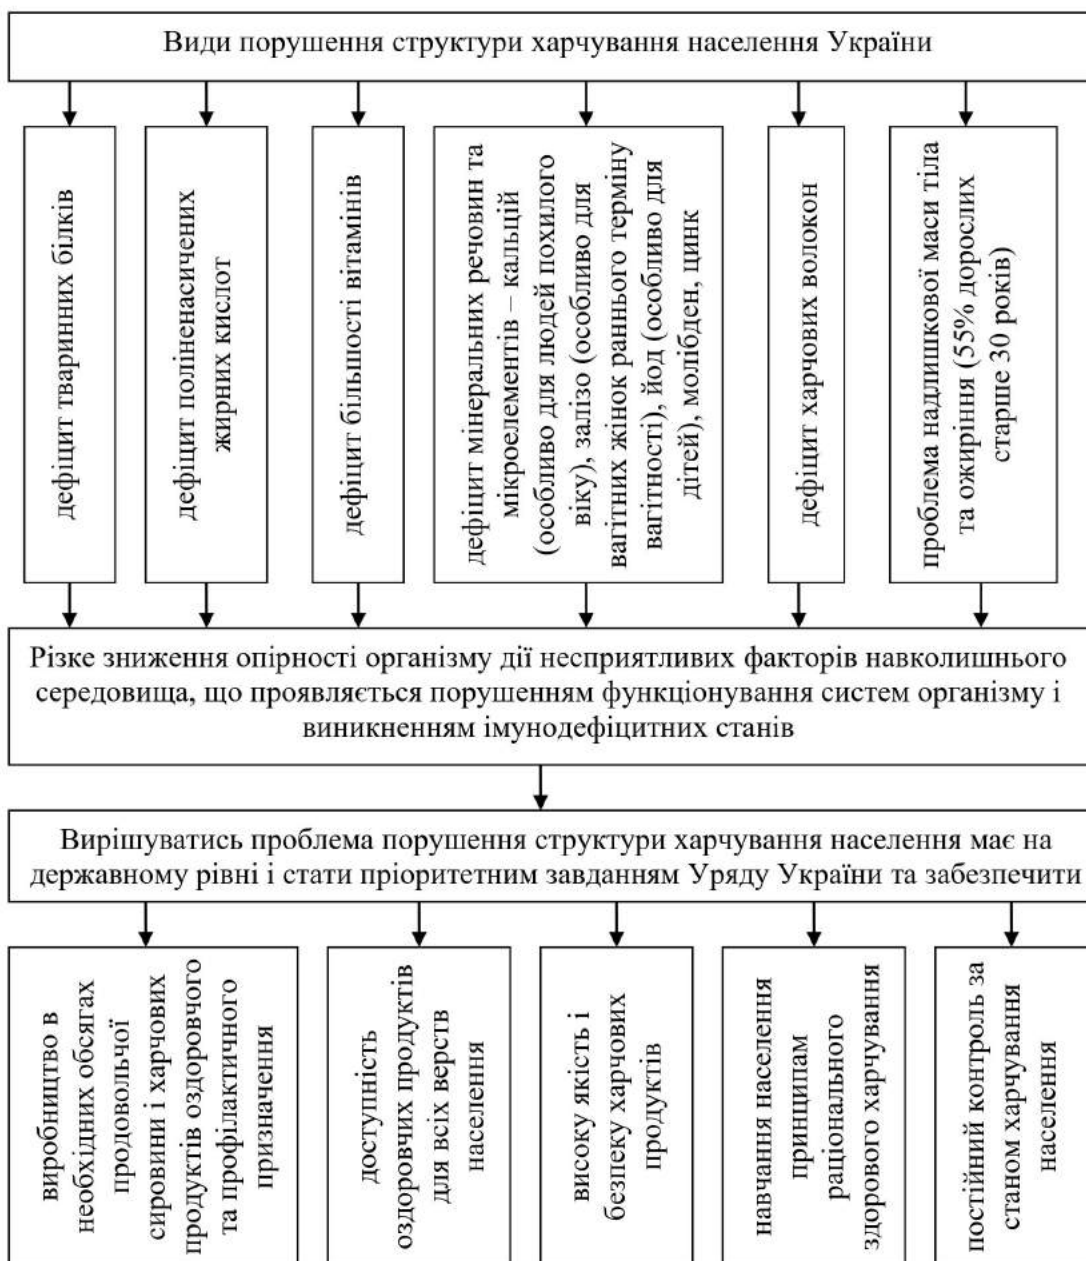 Види порушення структури харчування населення України
дефіцит тваринних білків
дефіцит поліненасичених
жирних кислот
дефіцит більшості вітамінів
дефіцит мінеральних речовин та
мікроелементів – кальцій
(особливо для людей похилого
віку), залізо (особливо для
вагітних жінок раннього терміну
вагітності), йод (особливо для
дітей), молібден, цинк
дефіцит харчових волокон
проблема надлишкової маси тіла
та ожиріння (55% дорослих
старше 30 років)
Різке зниження опірності організму дії несприятливих факторів навколишнього
середовища, що проявляється порушенням функціонування систем організму і
виникненням імунодефіцитних станів
Вирішуватись проблема порушення структури харчування населення має на
державному рівні і стати пріоритетним завданням Уряду України та забезпечити
виробництво в
необхідних обсягах
продовольчої
сировини і харчових
продуктів оздоровчого
та профілактичного
призначення
доступність
оздоровчих продуктів
для всіх верств
населення
високу якість і
безпеку харчових
продуктів
навчання населення
принципам
раціонального
здорового харчування
постійний контроль за
станом харчування
населення